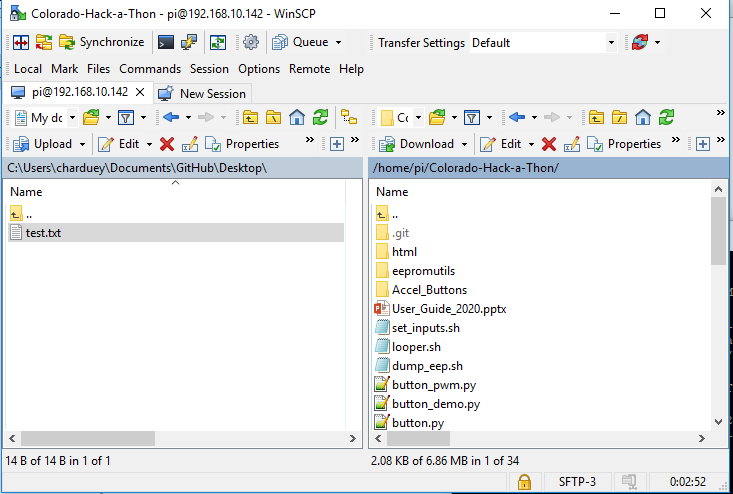 Colorado-Hack-a-Thon - pi@192.168.10.142 - WinSCP
Synchronize Queue Transfer Settings Default
Local Mark Files Commands Session Options Remote Help
pi@192.168.10.142 New Session
My do Co
Upload Edit Properties Download Edit Properties
C:\Users\charduey\Documents\GitHub\Desktop\ /home/pi/Colorado-Hack-a-Thon/
Name Name
.. ..
test.txt .git
html
eepromutils
Accel_Buttons
User_Guide_2020.pptx
set_inputs.sh
looper.sh
dump_eep.sh
button_pwm.py
button_demo.py
button.py
14 B of 14 B in 1 of 1 2.08 KB of 6.86 MB in 1 of 34
SFTP-3 0:02:52